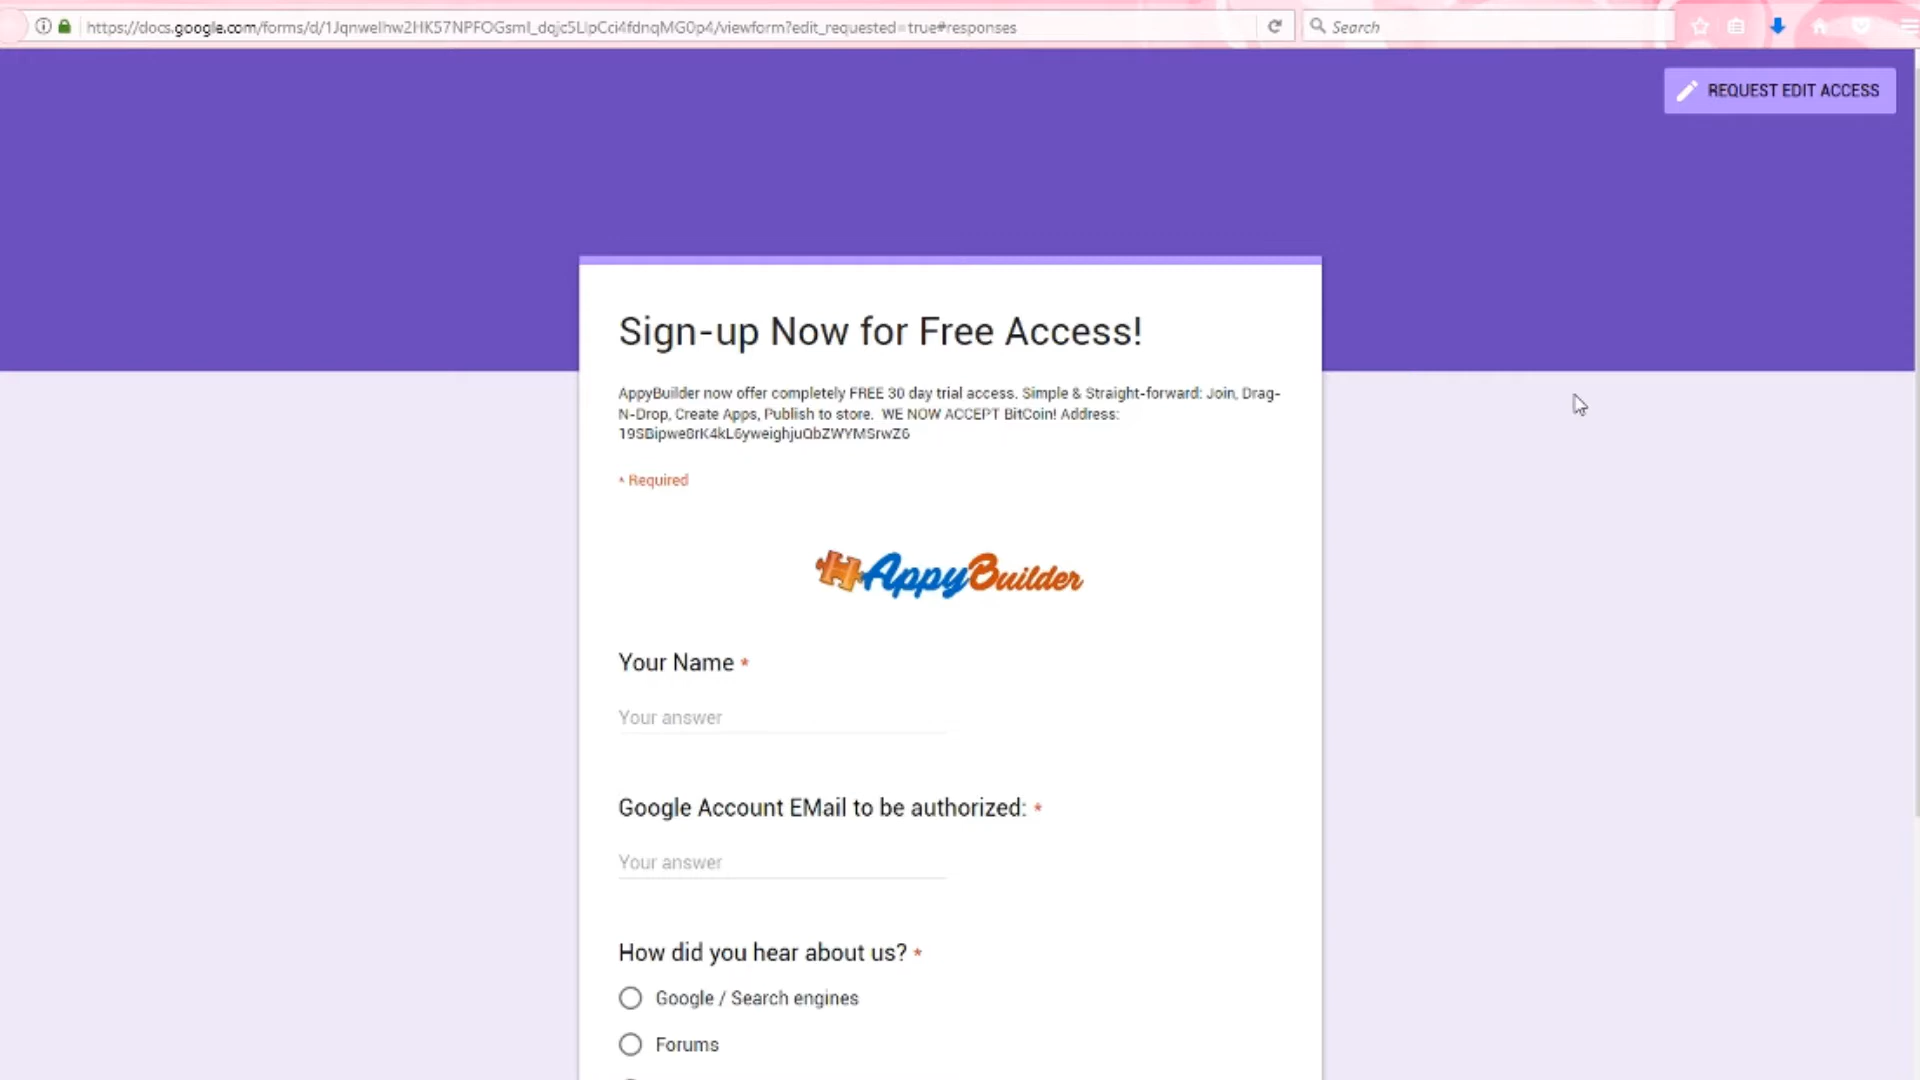 https://docs.google.com/forms/d/1JqnweIhw2HK57NPFOGsmI_dqjc5LIpCci4fdnqMG0p4/viewform?edit_requested=true#responses
Search
REQUEST EDIT ACCESS
Sign-up Now for Free Access!
AppyBuilder now offer completely FREE 30 day trial access. Simple & Straight-forward: Join, Drag-
N-Drop, Create Apps, Publish to store. WE NOW ACCEPT BitCoin! Address:
19SBipwe8rK4kL6yweighjuQbZWYMSrwZ6
* Required
AppyBuilder
Your Name *
Your answer
Google Account EMail to be authorized: *
Your answer
How did you hear about us? *
Google / Search engines
Forums